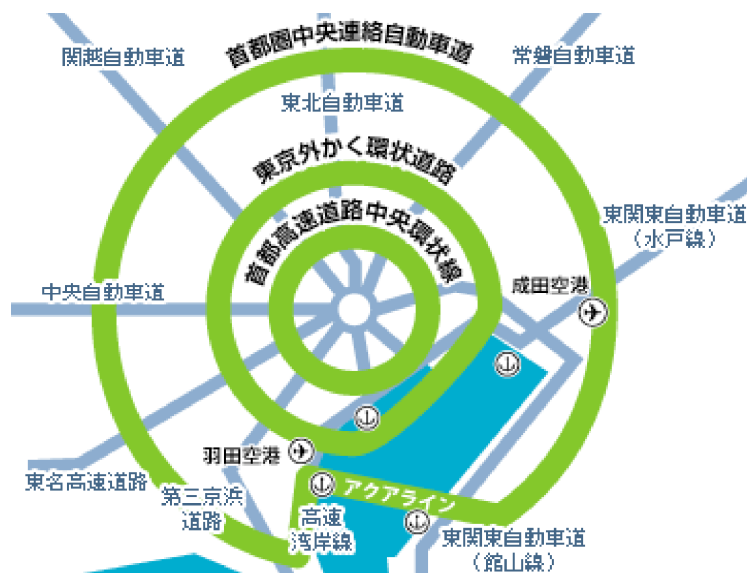 首都圏中央連絡自動車道
関越自動車道
常磐自動車道
東北自動車道
東京外かく環状道路
首都高速道路中央環状線
東関東自動車道
(水戸線)
成田空港
中央自動車道
羽田空港
東名高速道路
第三京浜
道路
アクアライン
高速
湾岸線
東関東自動車道
(館山線)